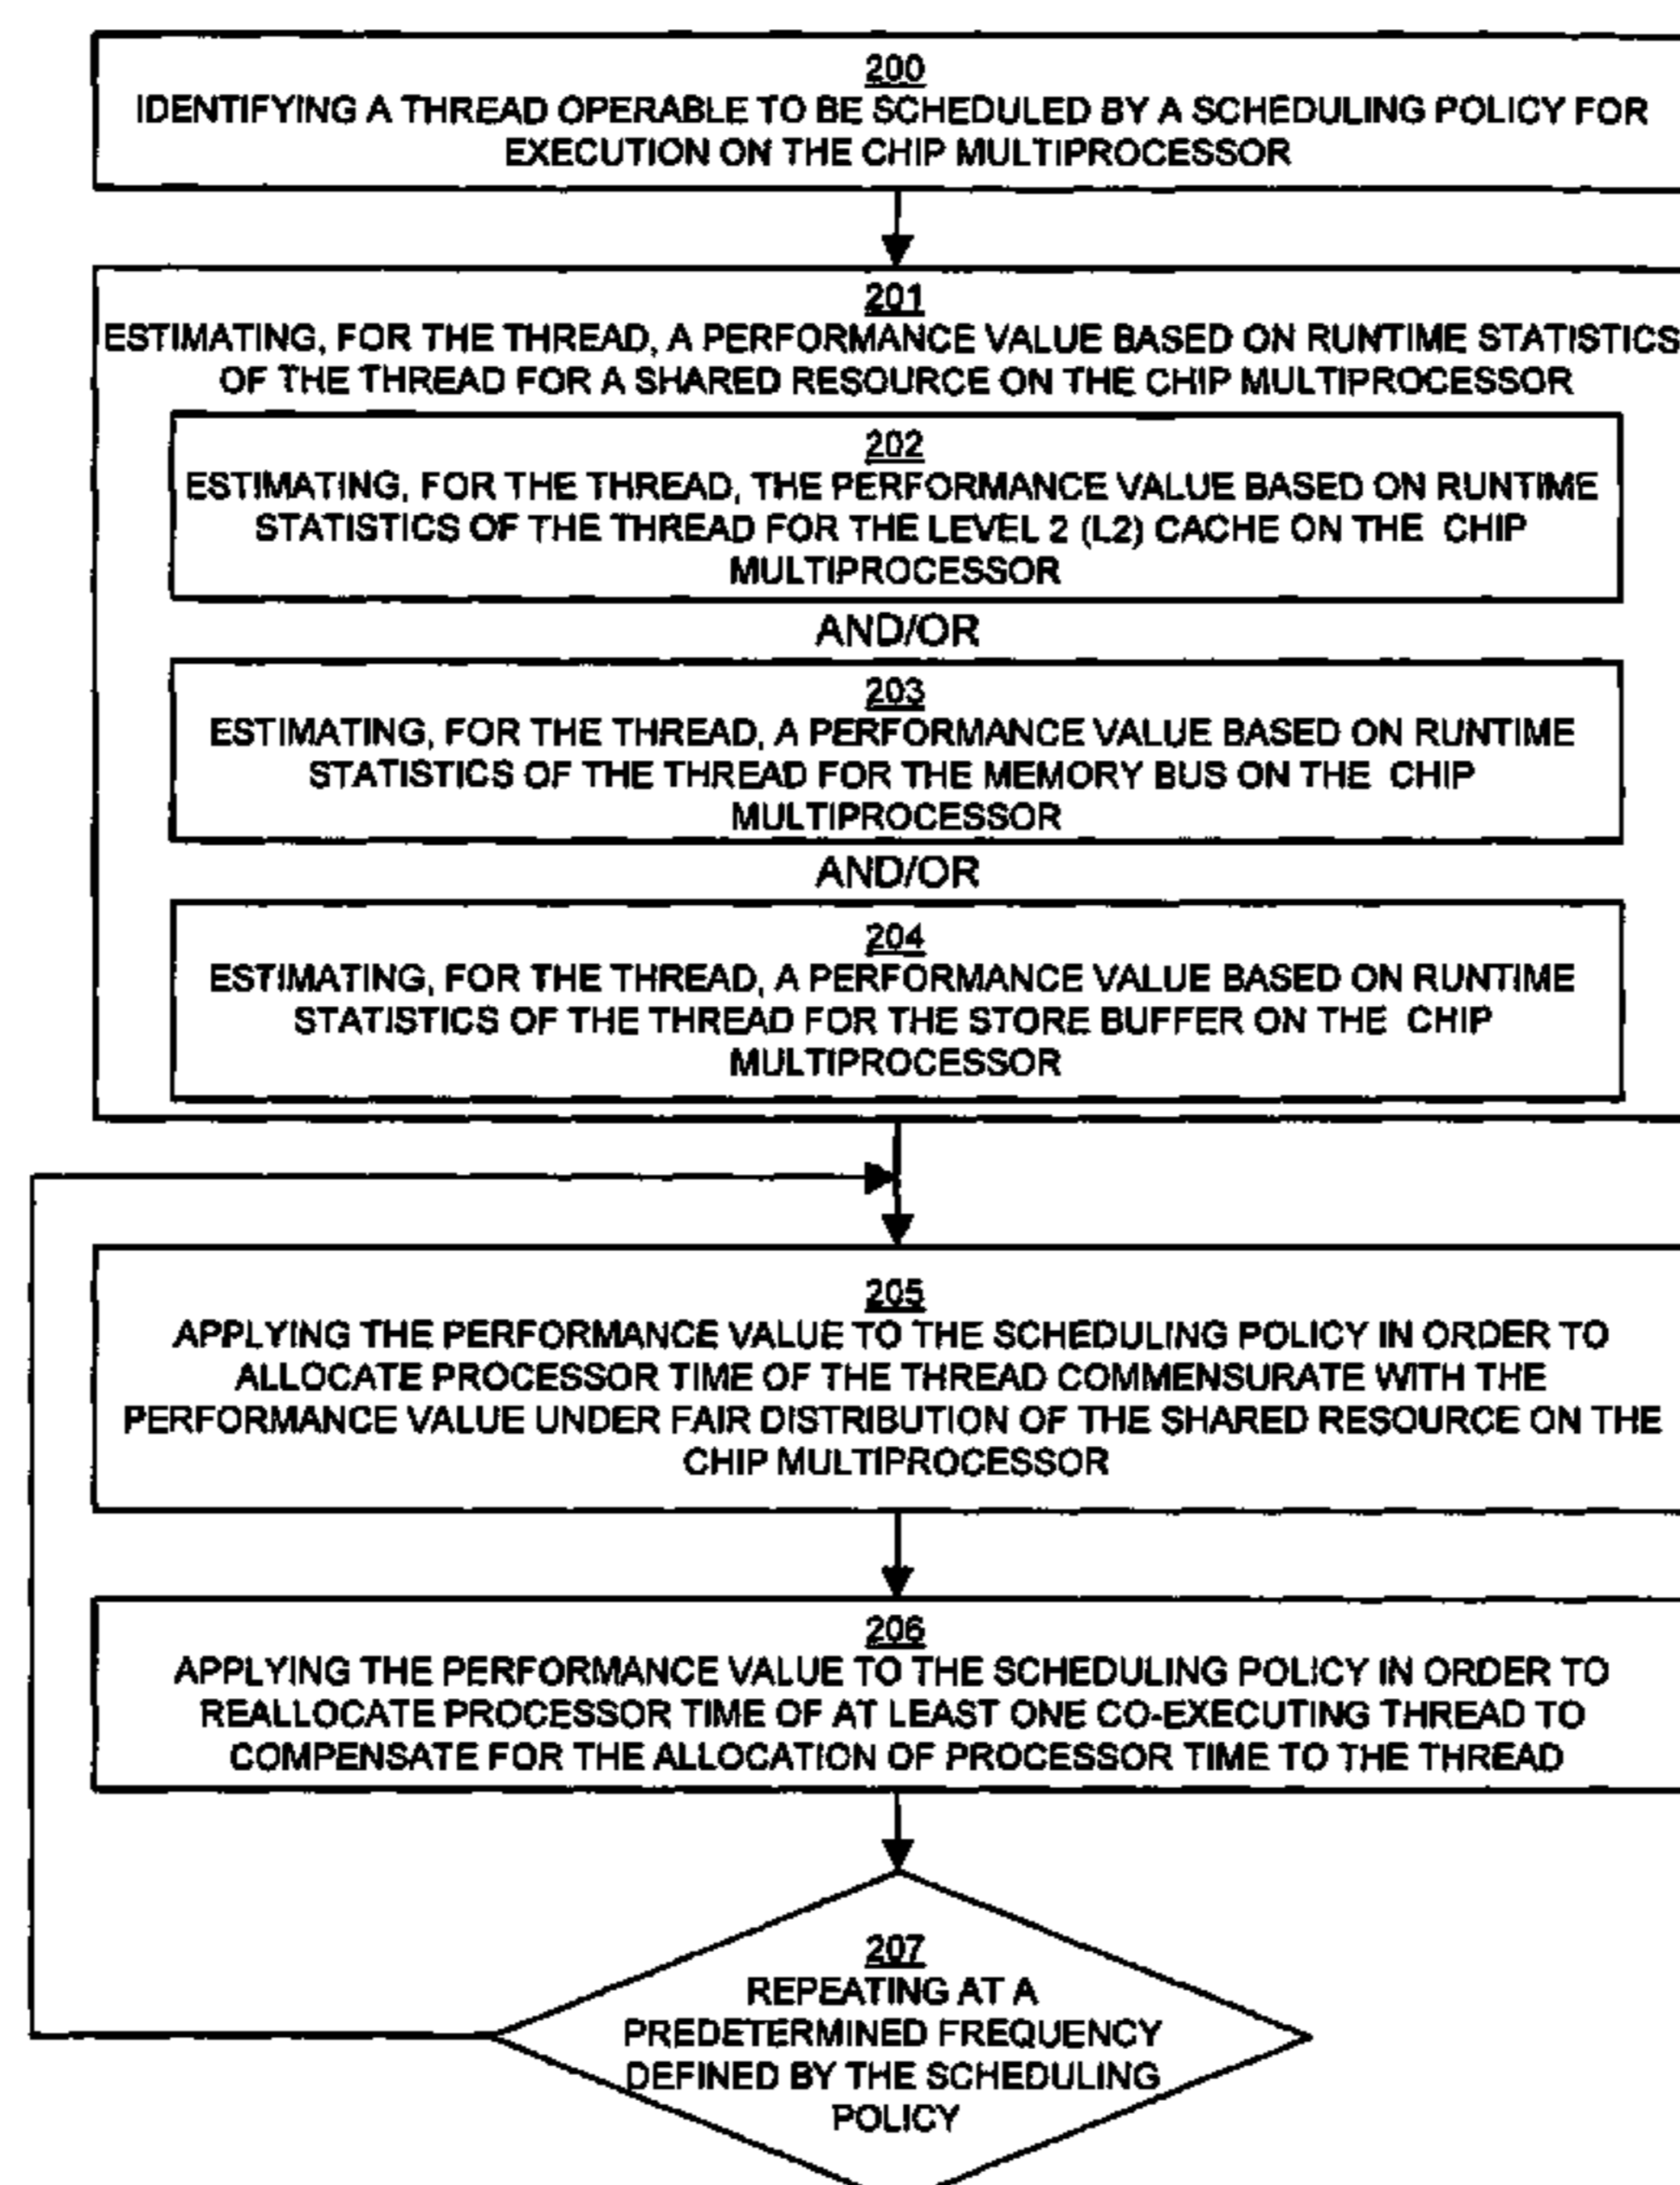 200
IDENTIFYING A THREAD OPERABLE TO BE SCHEDULED BY A SCHEDULING POLICY FOR
EXECUTION ON THE CHIP MULTIPROCESSOR
201
ESTIMATING, FOR THE THREAD, A PERFORMANCE VALUE BASED ON RUNTIME STATISTICS
OF THE THREAD FOR A SHARED RESOURCE ON THE CHIP MULTIPROCESSOR
202
ESTIMATING, FOR THE THREAD, THE PERFORMANCE VALUE BASED ON RUNTIME
STATISTICS OF THE THREAD FOR THE LEVEL 2 (L2) CACHE ON THE CHIP
MULTIPROCESSOR
AND/OR
203
ESTIMATING, FOR THE THREAD, A PERFORMANCE VALUE BASED ON RUNTIME
STATISTICS OF THE THREAD FOR THE MEMORY BUS ON THE CHIP
MULTIPROCESSOR
AND/OR
204
ESTIMATING, FOR THE THREAD, A PERFORMANCE VALUE BASED ON RUNTIME
STATISTICS OF THE THREAD FOR THE STORE BUFFER ON THE CHIP
MULTIPROCESSOR
205
APPLYING THE PERFORMANCE VALUE TO THE SCHEDULING POLICY IN ORDER TO
ALLOCATE PROCESSOR TIME OF THE THREAD COMMENSURATE WITH THE
PERFORMANCE VALUE UNDER FAIR DISTRIBUTION OF THE SHARED RESOURCE ON THE
CHIP MULTIPROCESSOR
206
APPLYING THE PERFORMANCE VALUE TO THE SCHEDULING POLICY IN ORDER TO
REALLOCATE PROCESSOR TIME OF AT LEAST ONE CO-EXECUTING THREAD TO
COMPENSATE FOR THE ALLOCATION OF PROCESSOR TIME TO THE THREAD
207
REPEATING AT A
PREDETERMINED FREQUENCY
DEFINED BY THE SCHEDULING
POLICY